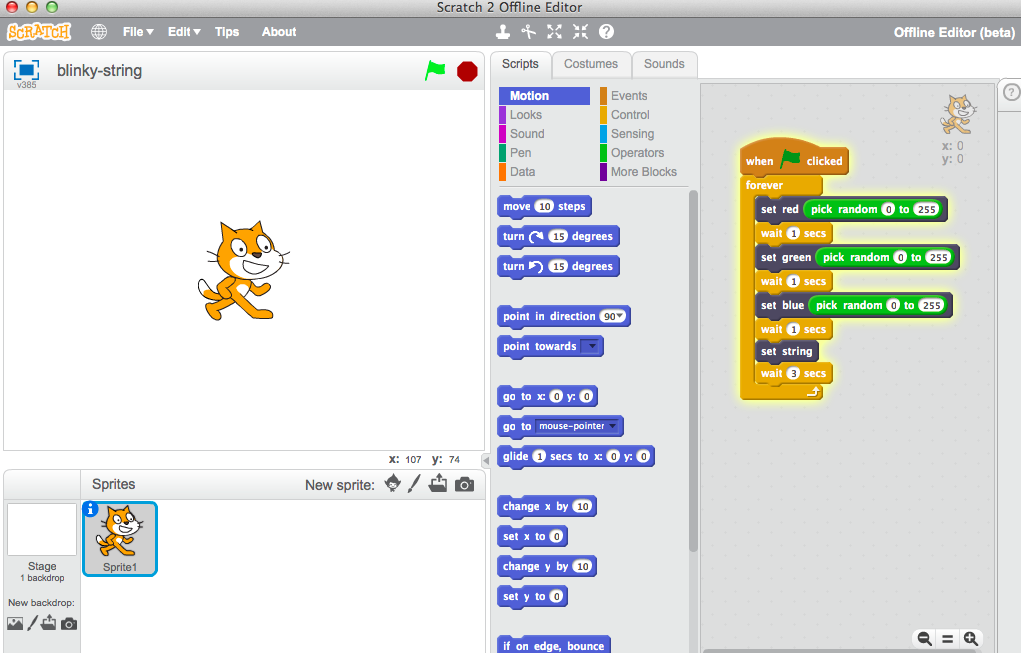 Scratch 2 Offline Editor
SCRATCH File Edit Tips About Offline Editor (beta)
v385
blinky-string
Scripts Costumes Sounds
Motion Events
Looks Control
Sound Sensing
Pen Operators
Data More Blocks
move 10 steps
turn 15 degrees
turn 15 degrees
point in direction 90
point towards
go to x: 0 y: 0
go to mouse-pointer
glide 1 secs to x: 0 y: 0
change x by 10
set x to 0
change y by 10
set y to 0
if on edge, bounce
?
x: 0
y: 0
when clicked
forever
set red pick random 0 to 255
wait 1 secs
set green pick random 0 to 255
wait 1 secs
set blue pick random 0 to 255
wait 1 secs
set string
wait 3 secs
x: 107 y: 74
Sprites New sprite:
Stage
1 backdrop
New backdrop:
i
Sprite1